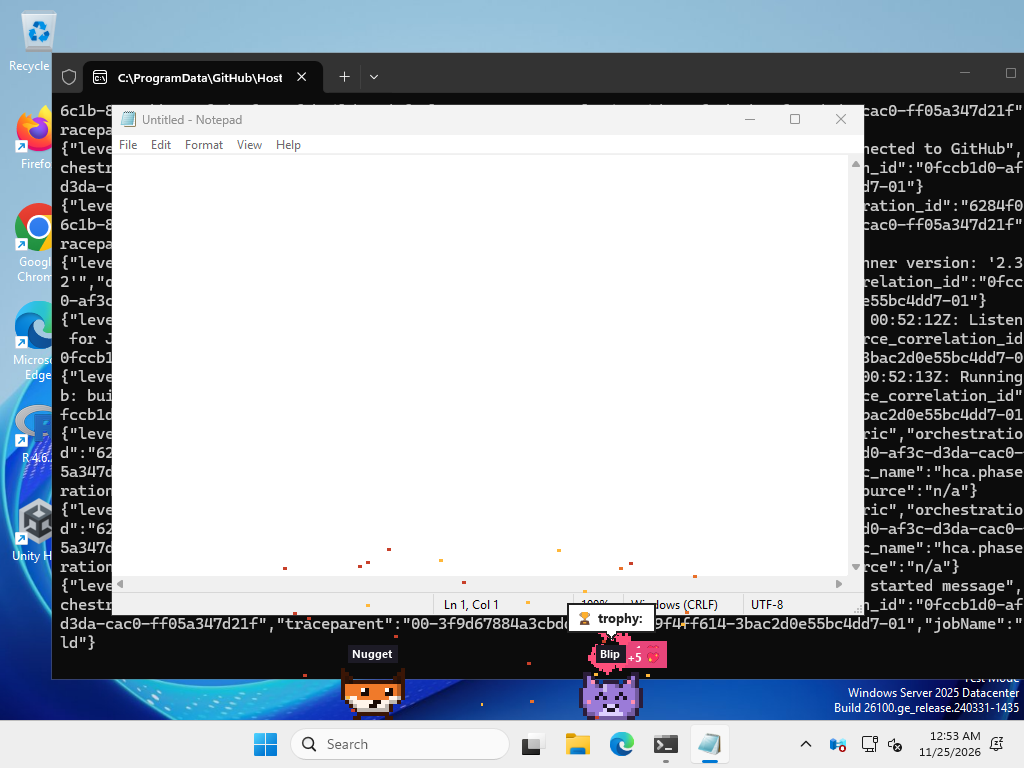 Recycle
Firefo
Googl
Chrom
Micros
Edge
R 4.6.
Unity H
C:\ProgramData\GitHub\Host
6c1b-8
cac0-ff05a347d21f"
racepa
{"leve
nected to GitHub",
chestr
n_id":"0fccb1d0-af
d3da-ca
d7-01"}
{"leve
ration_id":"6284f0
6c1b-8
cac0-ff05a347d21f"
racepa
{"leve
nner version: '2.3
2'","o
relation_id":"0fcc
0-af3c
e55bc4dd7-01"}
{"leve
00:52:12Z: Listen
for J
rce_correlation_id
0fccb1
3bac2d0e55bc4dd7-0
{"leve
00:52:13Z: Running
b: bui
ce_correlation_id"
fccb1d
bac2d0e55bc4dd7-01
{"leve
ric","orchestratio
d":"62
d0-af3c-d3da-cac0-
5a347d
c_name":"hca.phase
ration
ource":"n/a"}
{"leve
ric","orchestratio
d":"62
d0-af3c-d3da-cac0-
5a347d
c_name":"hca.phase
ration
rce":"n/a"}
{"leve
started message",
chestr
n_id":"0fccb1d0-af
d3da-cac0-ff05a347d21f","traceparent":"00-3f9d67884a3cbd
9f4ff614-3bac2d0e55bc4dd7-01","jobName":"
ld"}
Untitled - Notepad
File Edit Format View Help
Ln 1, Col 1
100%
Windows (CRLF)
UTF-8
🏆 trophy:
Nugget
Blip
+5
Test Mode
Windows Server 2025 Datacenter
Build 26100.ge_release.240331-1435
Search
12:53 AM
11/25/2026